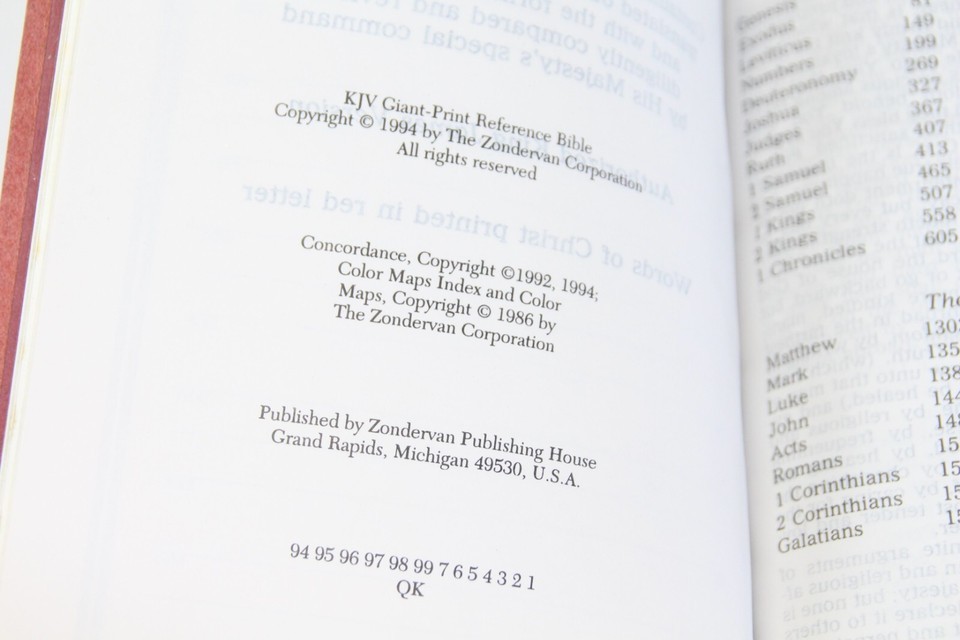 KJV Giant-Print Reference Bible
Copyright © 1994 by The Zondervan Corporation
All rights reserved
Concordance, Copyright ©1992, 1994;
Color Maps Index and Color
Maps, Copyright © 1986 by
The Zondervan Corporation
Published by Zondervan Publishing House
Grand Rapids, Michigan 49530, U.S.A.
94 95 96 97 98 99 7 6 5 4 3 2 1
QK
Genesis 81
Exodus 149
Leviticus 199
Numbers 269
Deuteronomy 327
Joshua 367
Judges 407
Ruth 413
1 Samuel 465
2 Samuel 507
1 Kings 558
2 Kings 605
1 Chronicles
The
Matthew
Mark
Luke
John
Acts
Romans
1 Corinthians
2 Corinthians
Galatians